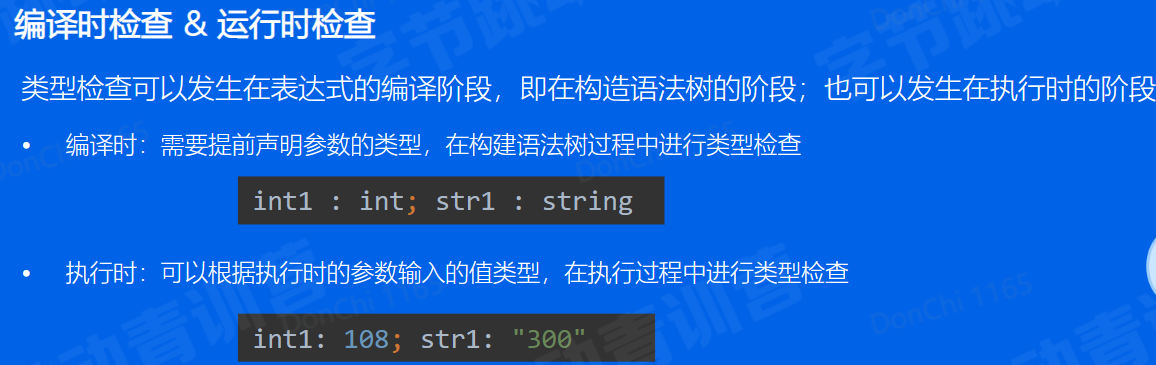 编译时检查 & 运行时检查
类型检查可以发生在表达式的编译阶段，即在构造语法树的阶段；也可以发生在执行时的阶段
• 编译时：需要提前声明参数的类型，在构建语法树过程中进行类型检查
int1 : int; str1 : string
• 执行时：可以根据执行时的参数输入的值类型，在执行过程中进行类型检查
int1: 108; str1: "300"
DonChi 1165